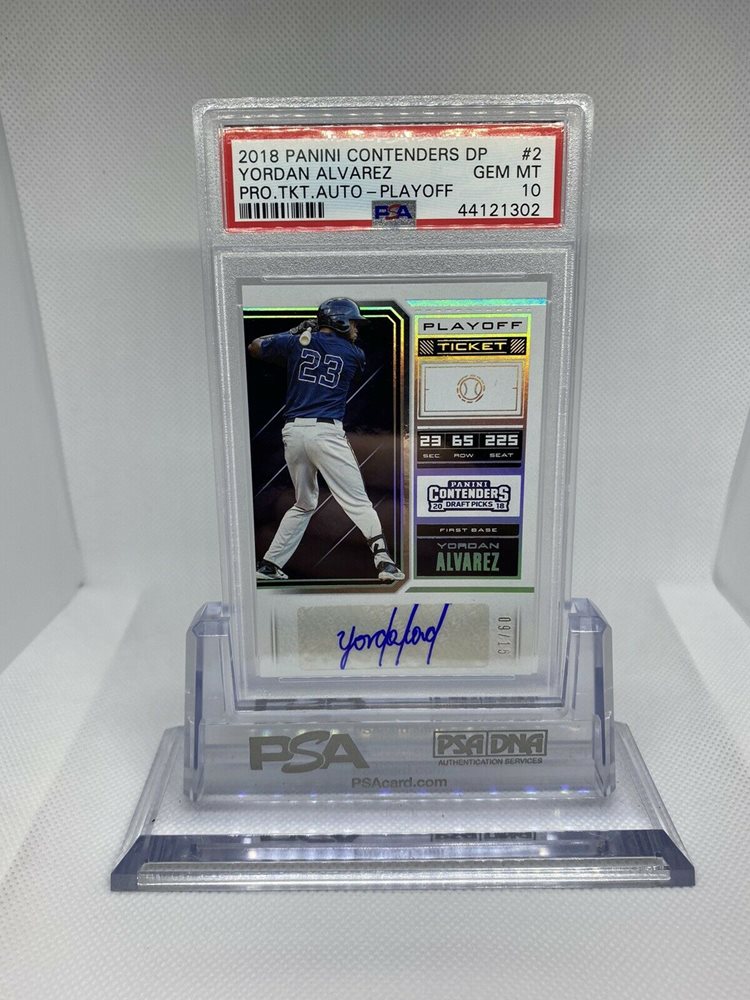 2018 PANINI CONTENDERS DP #2
YORDAN ALVAREZ GEM MT
PRO.TKT.AUTO-PLAYOFF 10
PSA 44121302
23
PLAYOFF
TICKET
23 65 225
SEC ROW SEAT
PANINI
CONTENDERS
20 DRAFT PICKS 18
FIRST BASE
YORDAN
ALVAREZ
PSA PSA DNA
AUTHENTICATION SERVICES
PSAcard.com